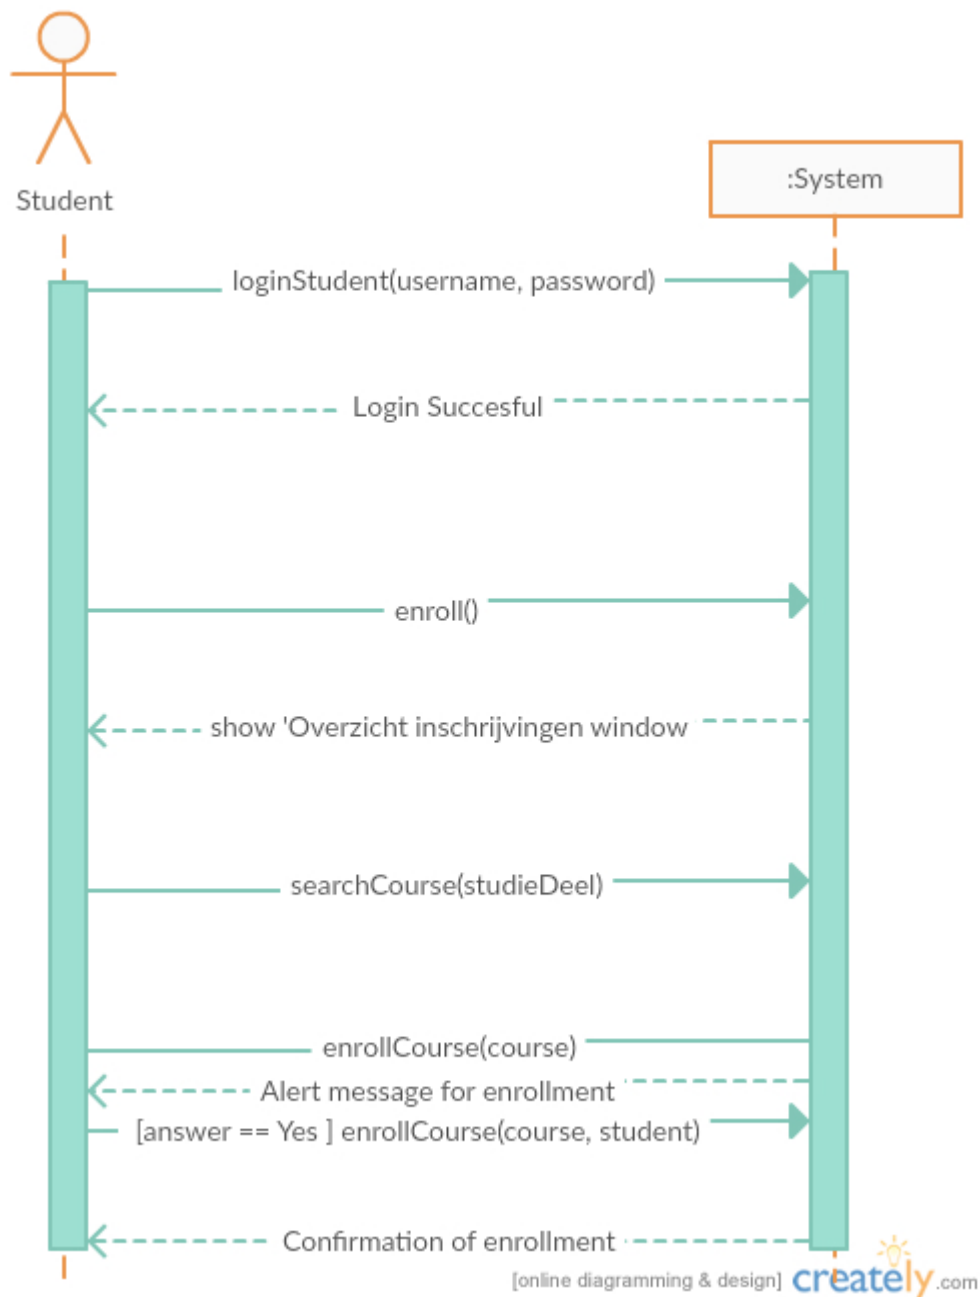 Student
:System
loginStudent(username, password)
Login Succesful
enroll()
show 'Overzicht inschrijvingen window
searchCourse(studieDeel)
enrollCourse(course)
Alert message for enrollment
[answer == Yes ] enrollCourse(course, student)
Confirmation of enrollment
[online diagramming & design] creately.com